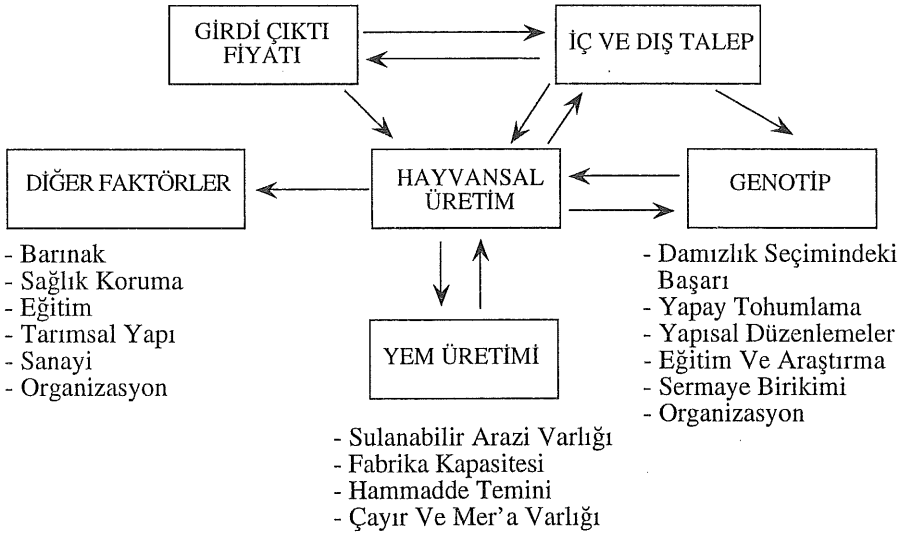 GİRDİ ÇIKTI
FİYATI
İÇ VE DIŞ TALEP
DİĞER FAKTÖRLER
HAYVANSAL
ÜRETİM
GENOTİP
- Barınak
- Sağlık Koruma
- Eğitim
- Tarımsal Yapı
- Sanayi
- Organizasyon
YEM ÜRETİMİ
- Sulanabilir Arazi Varlığı
- Fabrika Kapasitesi
- Hammadde Temini
- Çayır Ve Mer'a Varlığı
- Damızlık Seçimindeki
Başarı
- Yapay Tohumlama
- Yapısal Düzenlemeler
- Eğitim Ve Araştırma
- Sermaye Birikimi
- Organizasyon